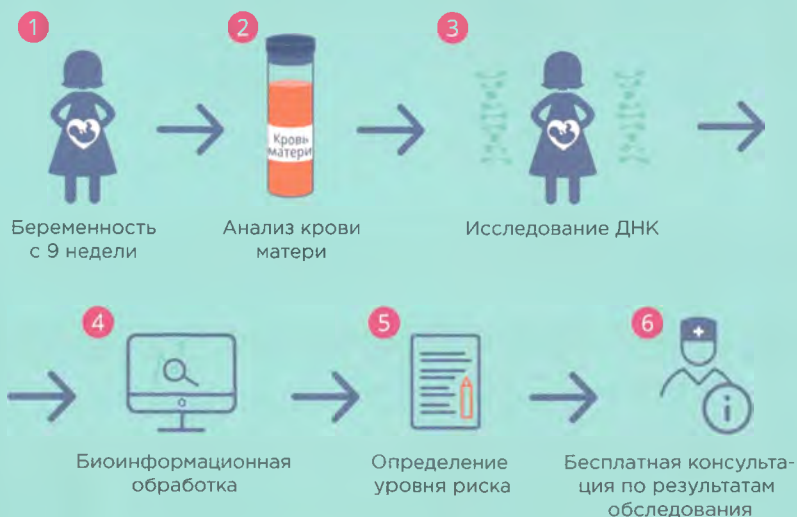 1
2
3
Кровь
матери
Беременность
с 9 недели
Анализ крови
матери
Исследование ДНК
4
5
6
i
Биоинформационная
обработка
Определение
уровня риска
Бесплатная консульта-
ция по результатам
обследования